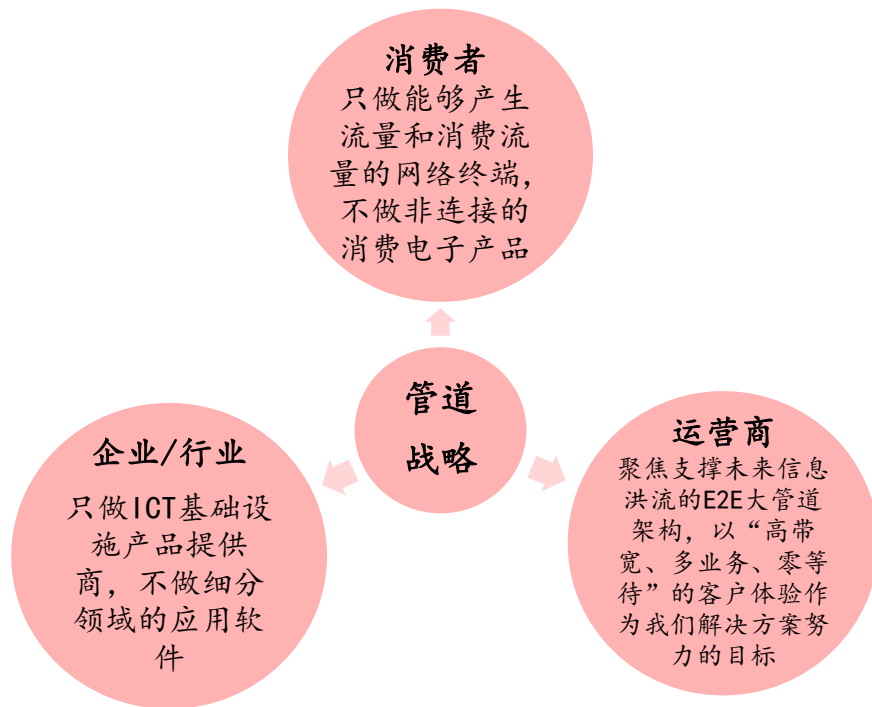 消费者
只做能够产生
流量和消费流
量的网络终端，
不做非连接的
消费电子产品
管道
战略
企业/行业
只做ICT基础设
施产品提供
商，不做细分
领域的应用软
件
运营商
聚焦支撑未来信息
洪流的E2E大管道
架构，以“高带
宽、多业务、零等
待”的客户体验作
为我们解决方案努
力的目标